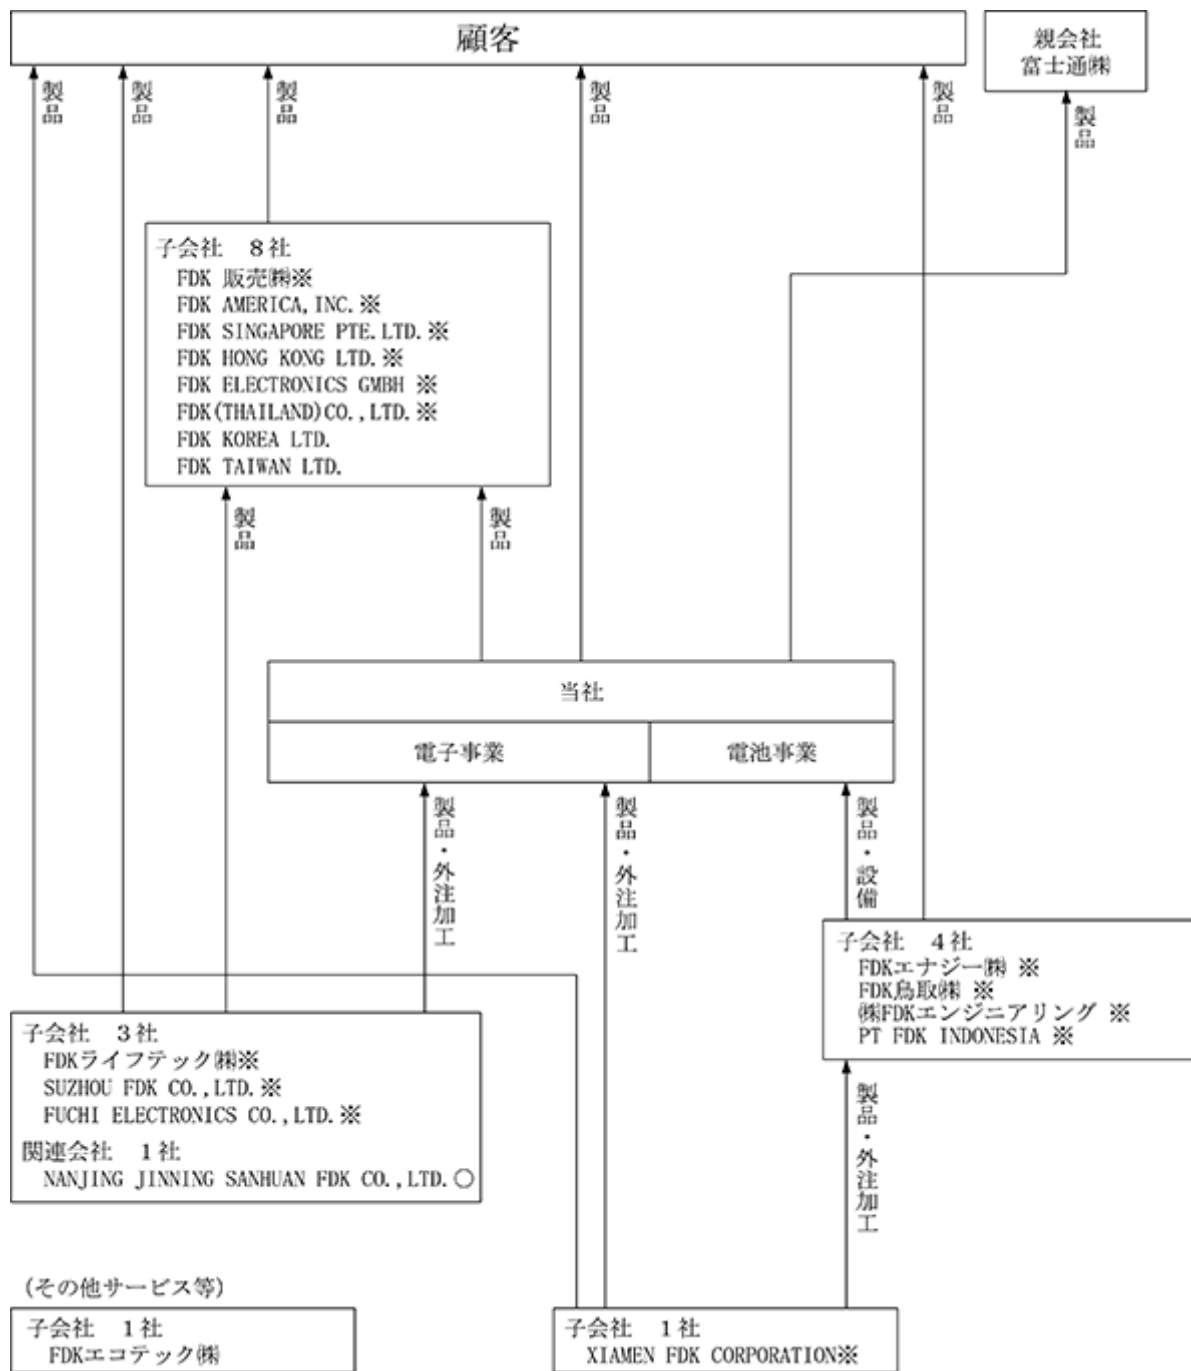 顧客
親会社
富士通㈱
製品
製品
製品
製品
製品
製品
子会社　８社
FDK 販売㈱※
FDK AMERICA,INC.※
FDK SINGAPORE PTE.LTD.※
FDK HONG KONG LTD.※
FDK ELECTRONICS GMBH ※
FDK(THAILAND)CO.,LTD.※
FDK KOREA LTD.
FDK TAIWAN LTD.
製品
製品
当社
電子事業
電池事業
製品・外注加工
製品・外注加工
製品・設備
子会社　４社
FDKエナジー㈱ ※
FDK鳥取㈱ ※
㈱FDKエンジニアリング ※
PT FDK INDONESIA ※
子会社　３社
FDKライフテック㈱※
SUZHOU FDK CO.,LTD.※
FUCHI ELECTRONICS CO.,LTD.※
関連会社　１社
NANJING JINNING SANHUAN FDK CO.,LTD.○
製品・外注加工
(その他サービス等)
子会社　１社
FDKエコテック㈱
子会社　１社
XIAMEN FDK CORPORATION※